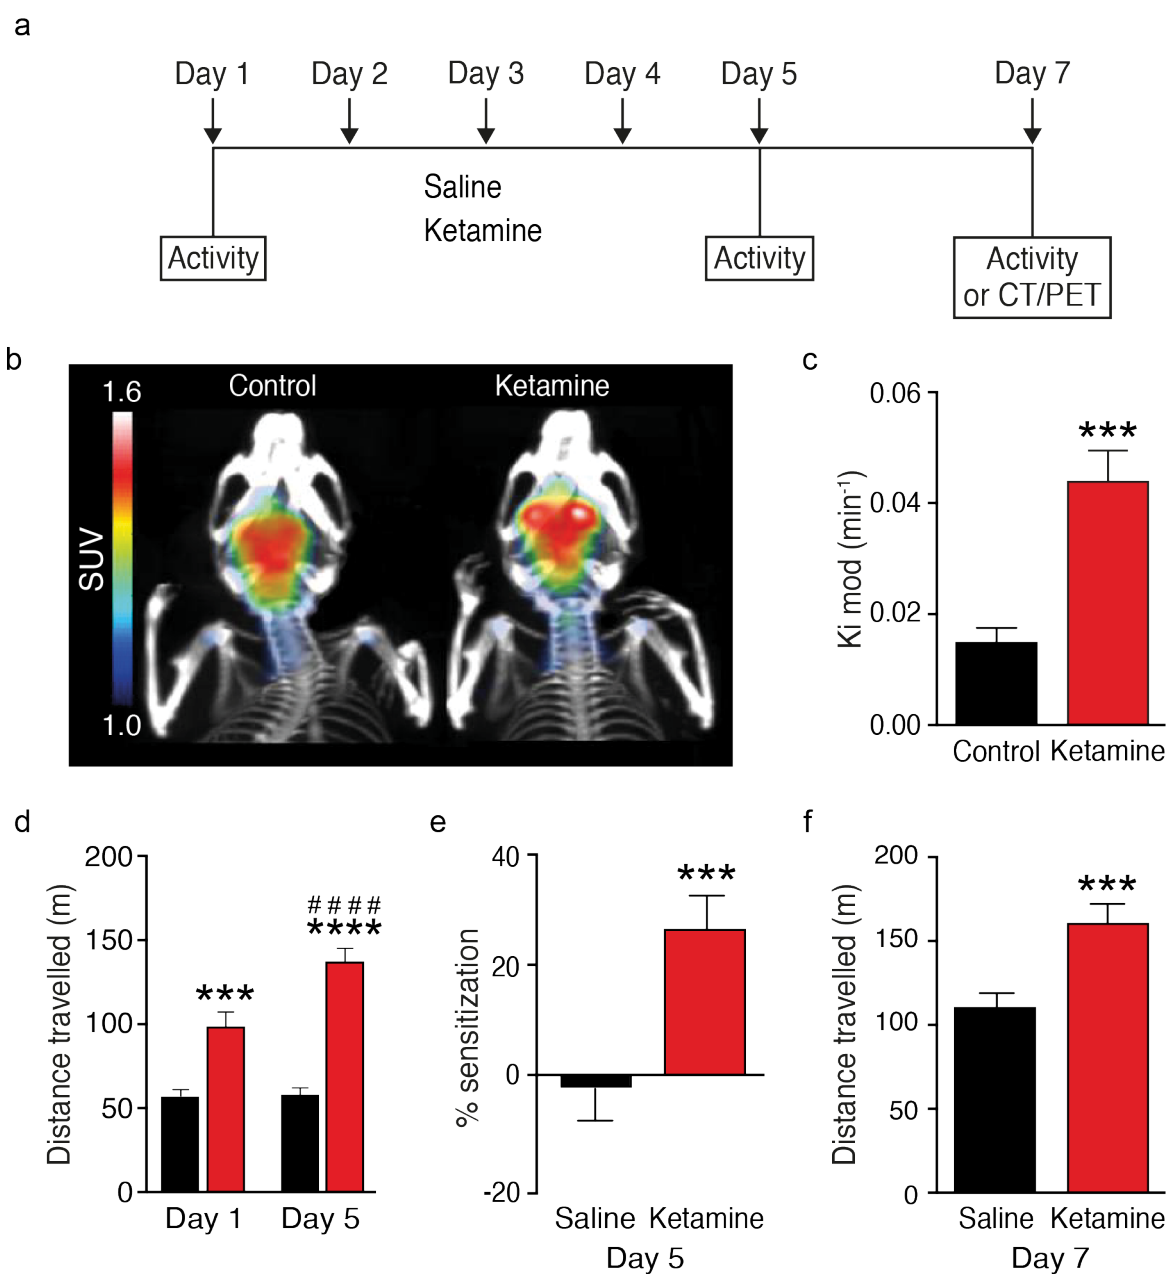 a
Day 1 Day 2 Day 3 Day 4 Day 5 Day 7
Saline
Ketamine
Activity Activity Activity
or CT/PET
b
1.6 Control Ketamine
SUV
1.0
c
0.06
***
0.04
Ki mod (min-1)
0.02
0.00
Control Ketamine
d
200
####
****
150
***
100
Distance travelled (m)
50
0
Day 1 Day 5
e
40
***
20
% sensitization
0
-20
Saline Ketamine
Day 5
f
200
***
150
100
Distance travelled (m)
50
0
Saline Ketamine
Day 7